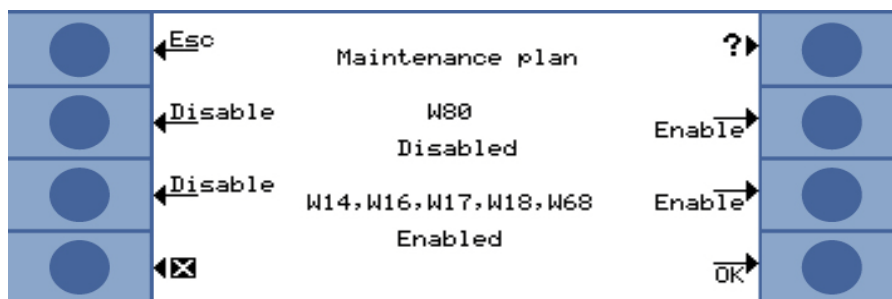 Esc
?
Maintenance plan
Disable
W80
Enable
Disabled
Disable
W14,W16,W17,W18,W68
Enable
Enabled
OK